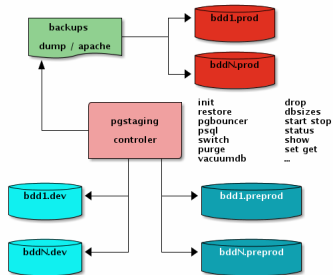 backups
dump / apache
bdd1.prod
bddN.prod
pgstaging
controler
init drop
restore dbsizes
pgbouncer start stop
psql status
switch show
purge set get
vacuumdb ...
bdd1.dev
bdd1.preprod
bddN.dev
bddN.preprod